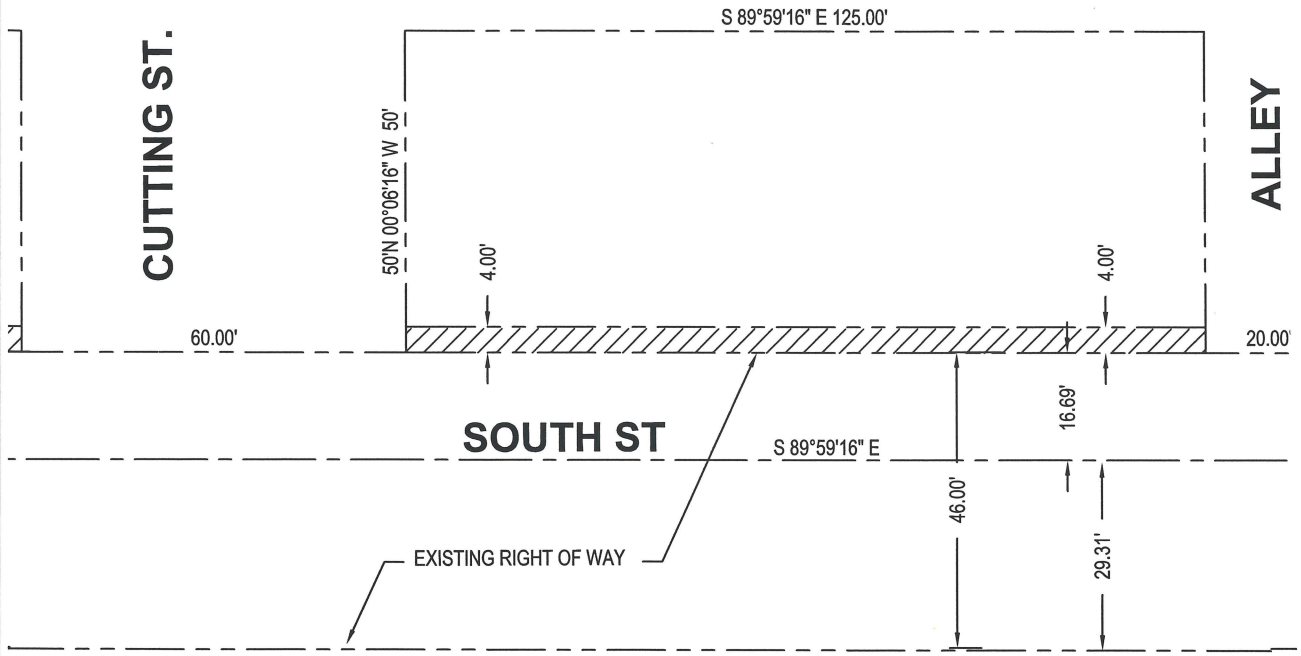 S 89°59'16" E 125.00'
CUTTING ST.
50'N 00°06'16" W 50'
ALLEY
4.00'
4.00'
60.00'
20.00'
16.69'
SOUTH ST
S 89°59'16" E
46.00'
29.31'
EXISTING RIGHT OF WAY